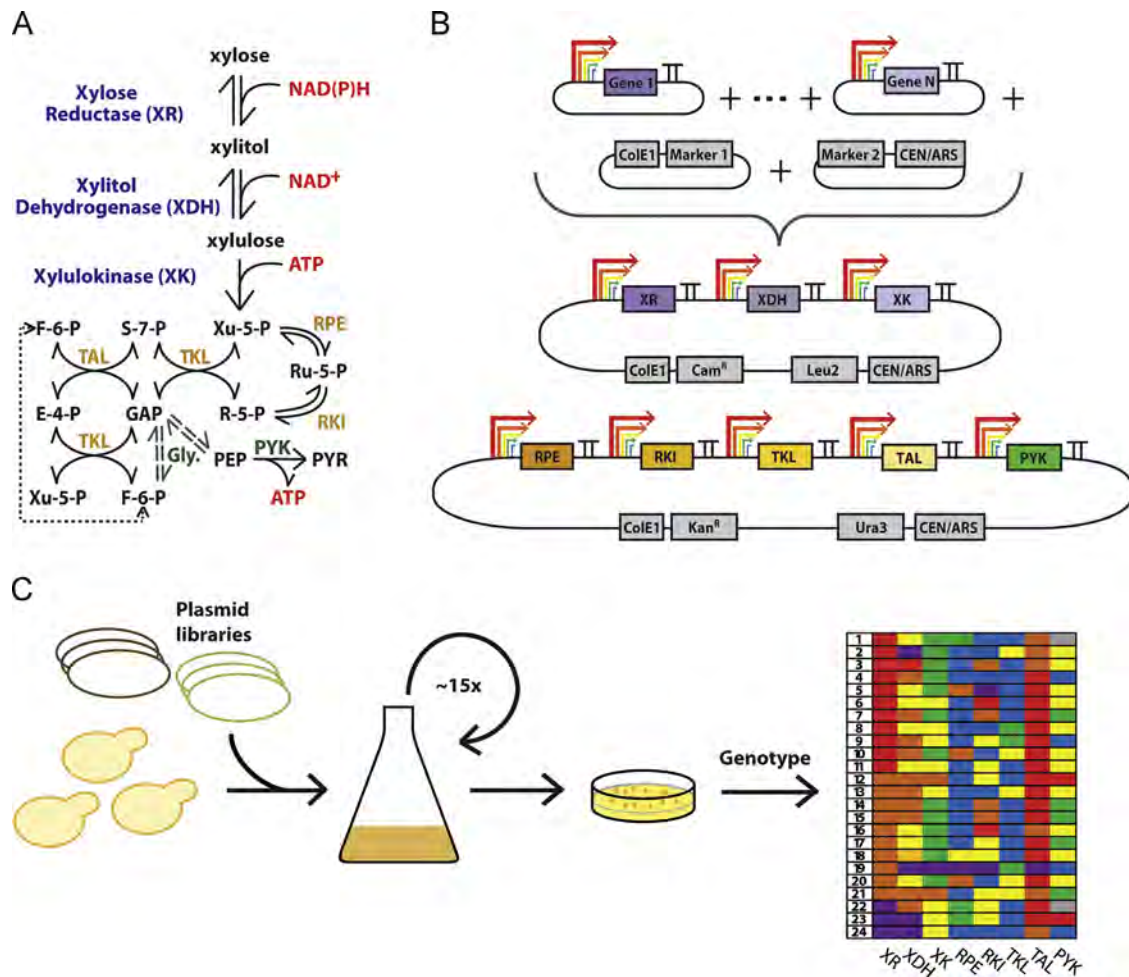 A
xylose
Xylose
Reductase (XR)
NAD(P)H
xylitol
Xylitol
Dehydrogenase (XDH)
NAD+
xylulose
Xylulokinase (XK)
ATP
F-6-P
S-7-P
Xu-5-P
RPE
TAL
TKL
Ru-5-P
E-4-P
GAP
R-5-P
RKI
TKL
Gly.
PEP
PYK
PYR
Xu-5-P
F-6-P
ATP
B
Gene 1
+ ... +
Gene N
+
ColE1
Marker 1
+
Marker 2
CEN/ARS
XR
XDH
XK
ColE1
CamR
Leu2
CEN/ARS
RPE
RKI
TKL
TAL
PYK
ColE1
KanR
Ura3
CEN/ARS
C
Plasmid
libraries
~15x
Genotype
1
2
3
4
5
6
7
8
9
10
11
12
13
14
15
16
17
18
19
20
21
22
23
24
XR
XDH
XK
RPE
RKI
TKL
TAL
PYK